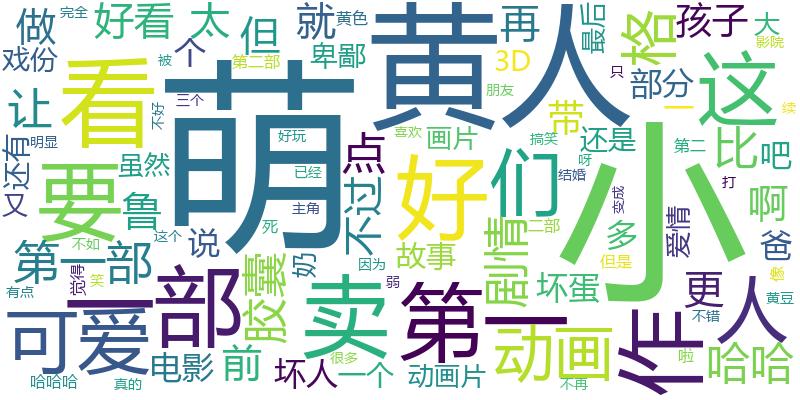 做
好看
太
但
就
黄色
完全
黄人
再
最后
格
孩子
大
影院
戏份
个
第二部
卑鄙
3D
部分
只
这
续
看
萌
被
让
三个
不好
朋友
带
一
小
比
吧
又
还有
明显
虽然
好玩
点
喜欢
画片
搞笑
还是
第二
要
鲁
已经
好
们
呀
结婚
打
主角
不过
变成
啊
第一部
不如
这个
说
死
奶
因为
故事
剧情
二部
多
但是
爱情
爸
像
有点
觉得
笑
一部
胶囊
卖
弱
第一
坏蛋
更
人
黄豆
不错
可爱
电影
前
很多
坏人
一个
动画片
动画
作
啦
哈哈
哈哈哈
真的
不再